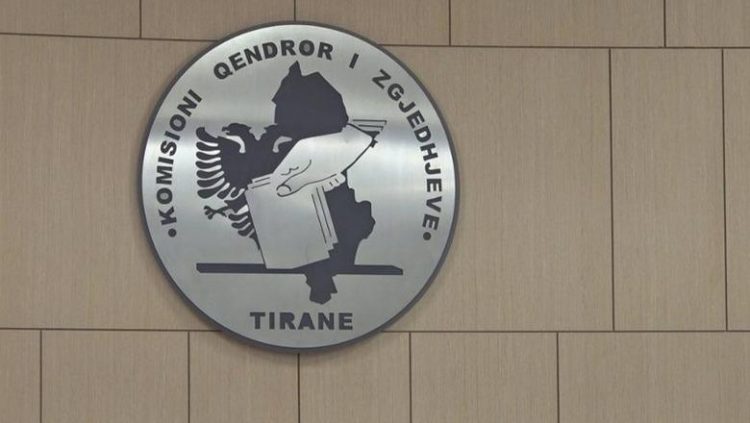 • KOMISIONI QENDROR I ZGJEDHJEVE •
TIRANE